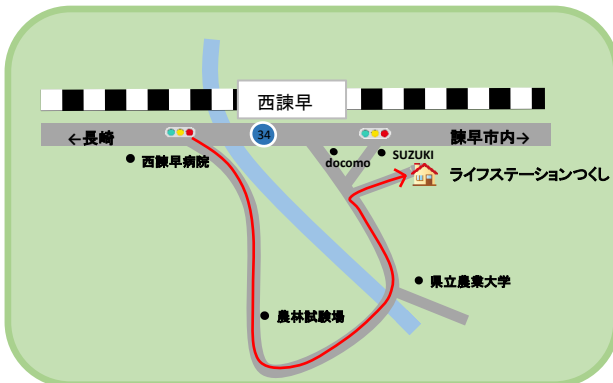 西諫早
←長崎
34
諫早市内→
西諫早病院
docomo
SUZUKI
ライフステーションつくし
県立農業大学
農林試験場